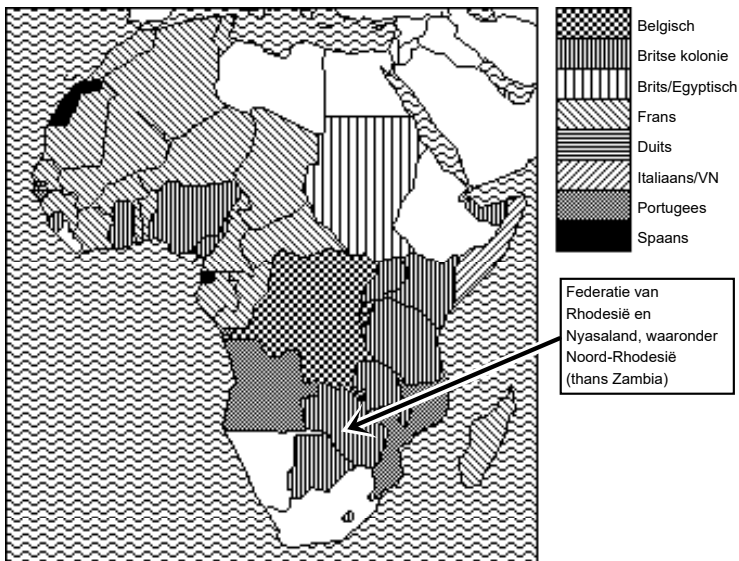 Belgisch
Britse kolonie
Brits/Egyptisch
Frans
Duits
Italiaans/VN
Portugees
Spaans
Federatie van
Rhodesië en
Nyasaland, waaronder
Noord-Rhodesië
(thans Zambia)